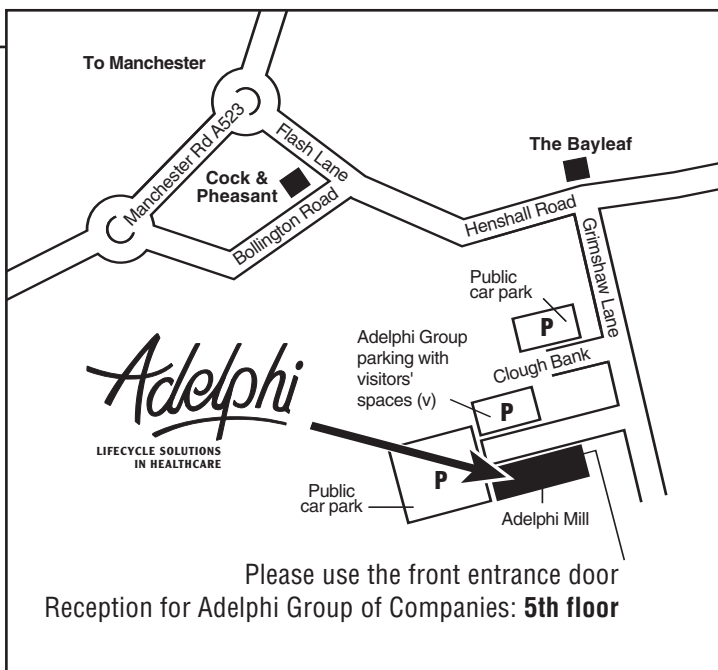 To Manchester
Manchester Rd A523
Flash Lane
Cock &
Pheasant
Bollington Road
The Bayleaf
Henshall Road
Grimshaw Lane
Public
car park
P
Clough Bank
Adelphi Group
parking with
visitors'
spaces (v)
P
Adelphi
LIFECYCLE SOLUTIONS
IN HEALTHCARE
P
Public
car park
Adelphi Mill
Please use the front entrance door
Reception for Adelphi Group of Companies: 5th floor